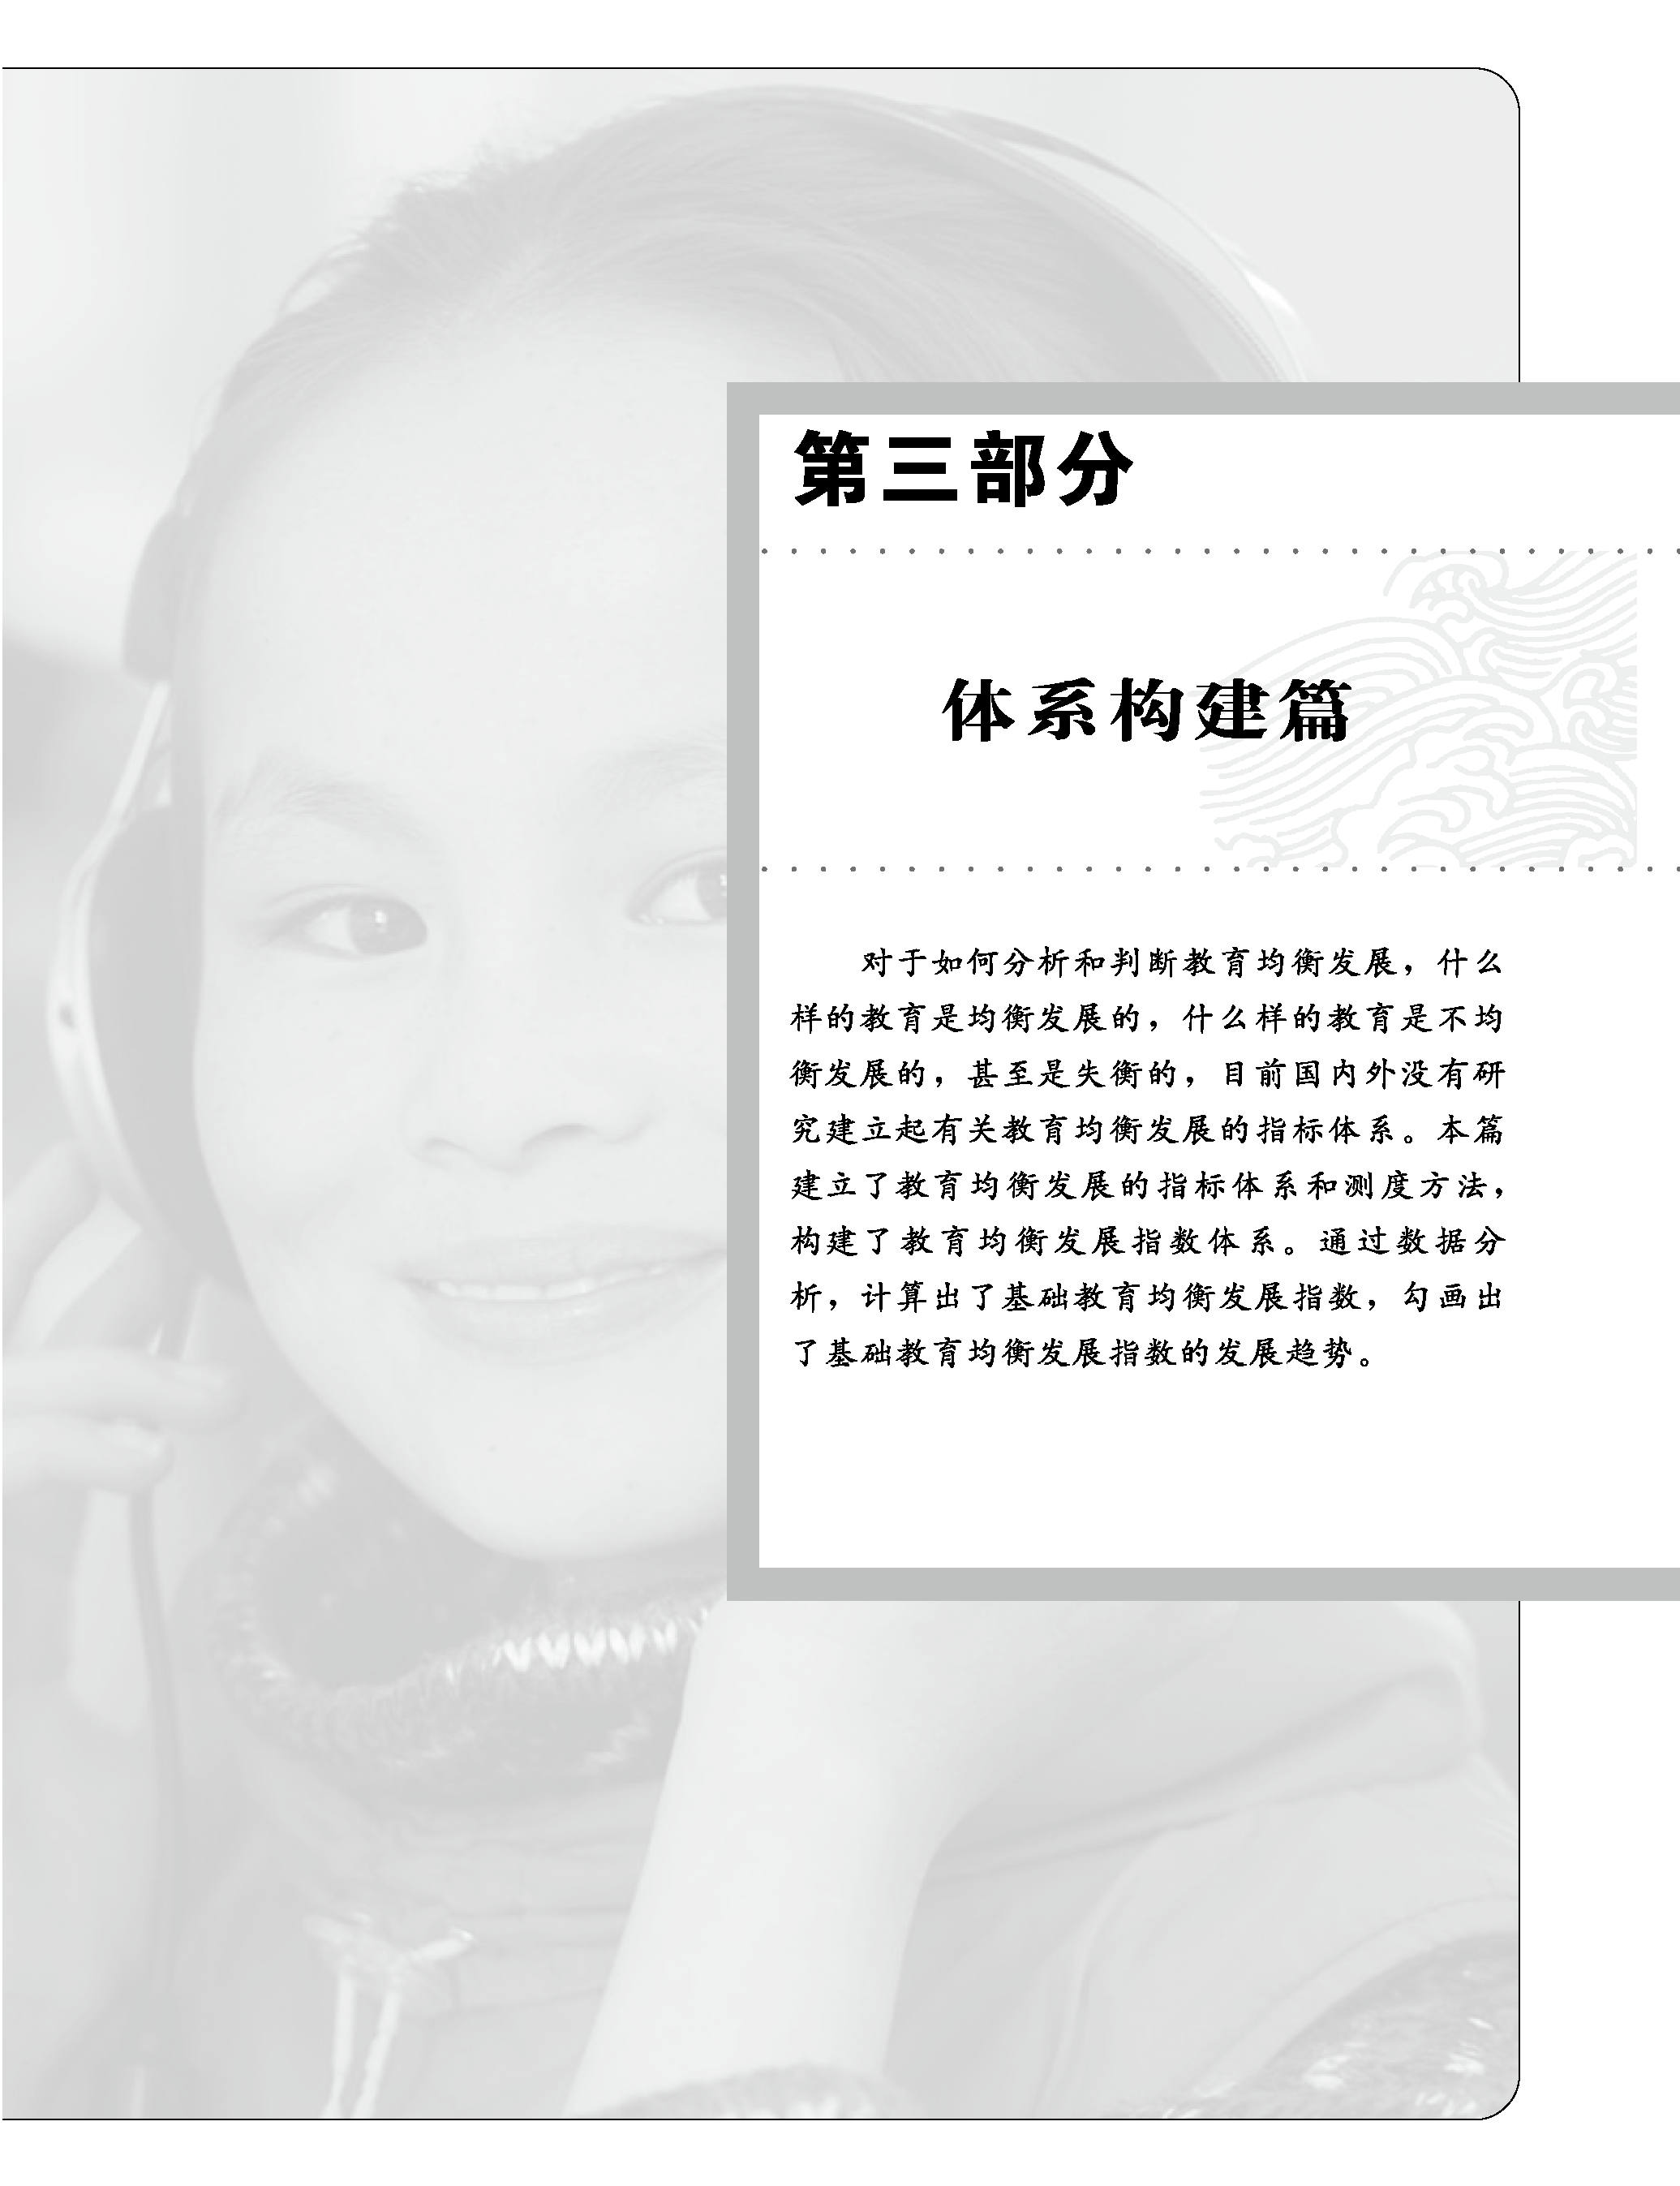 第三部分
体系构建篇
对于如何分析和判断教育均衡发展，什么
样的教育是均衡发展的，什么样的教育是不均
衡发展的，甚至是失衡的，目前国内外没有研
究建立起有关教育均衡发展的指标体系。本篇
建立了教育均衡发展的指标体系和测度方法，
构建了教育均衡发展指数体系。通过数据分
析，计算出了基础教育均衡发展指数，勾画出
了基础教育均衡发展指数的发展趋势。